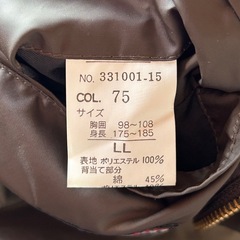 NO. 331001-15
COL. 75
サイズ
胸囲 98~108
身長 175~185
LL
表地 ポリエステル 100%
背当て部分
綿 45%